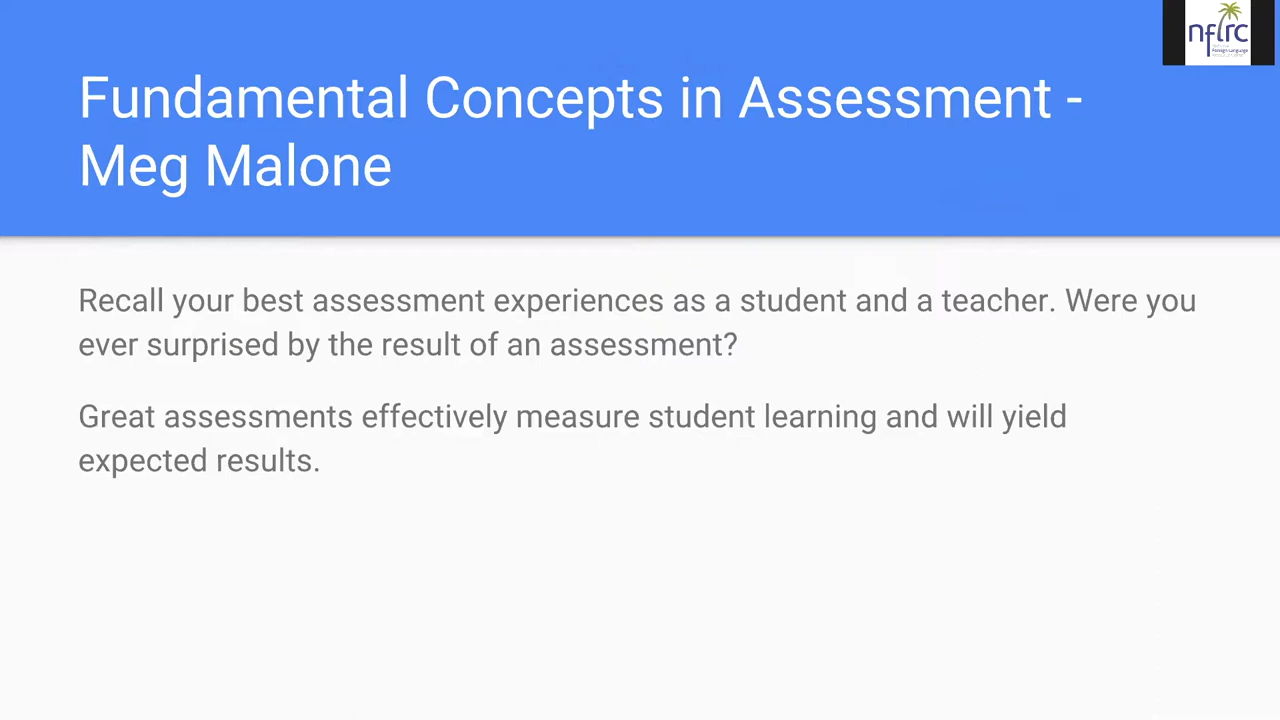 nflrc
Fundamental Concepts in Assessment -
Meg Malone
Recall your best assessment experiences as a student and a teacher. Were you
ever surprised by the result of an assessment?
Great assessments effectively measure student learning and will yield
expected results.